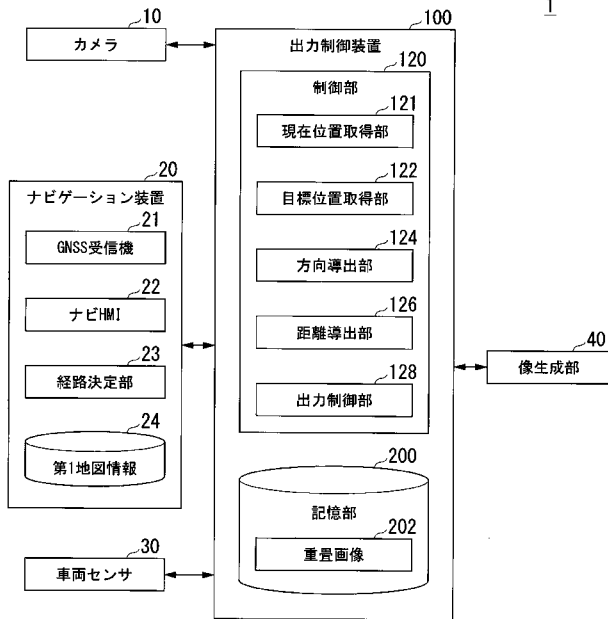 1
10
カメラ
20
ナビゲーション装置
21
GNSS受信機
22
ナビHMI
23
経路決定部
24
第1地図情報
30
車両センサ
100
出力制御装置
120
制御部
121
現在位置取得部
122
目標位置取得部
124
方向導出部
126
距離導出部
128
出力制御部
200
記憶部
202
重畳画像
40
像生成部